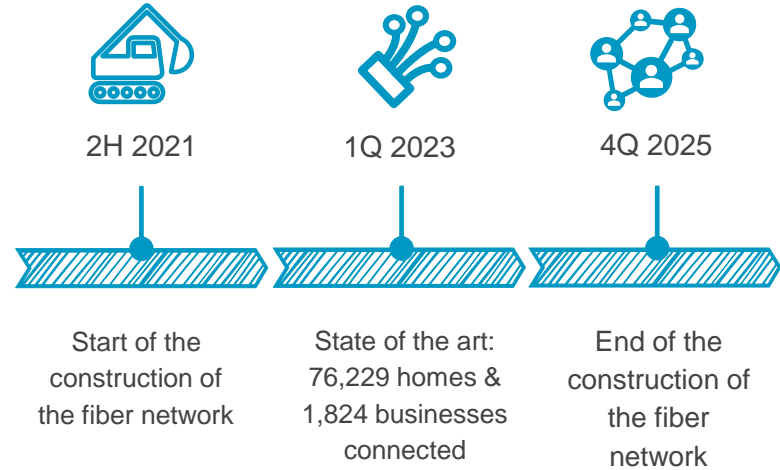 2H 2021
1Q 2023
4Q 2025
Start of the
construction of
the fiber network
State of the art:
76,229 homes &
1,824 businesses
connected
End of the
construction of
the fiber
network